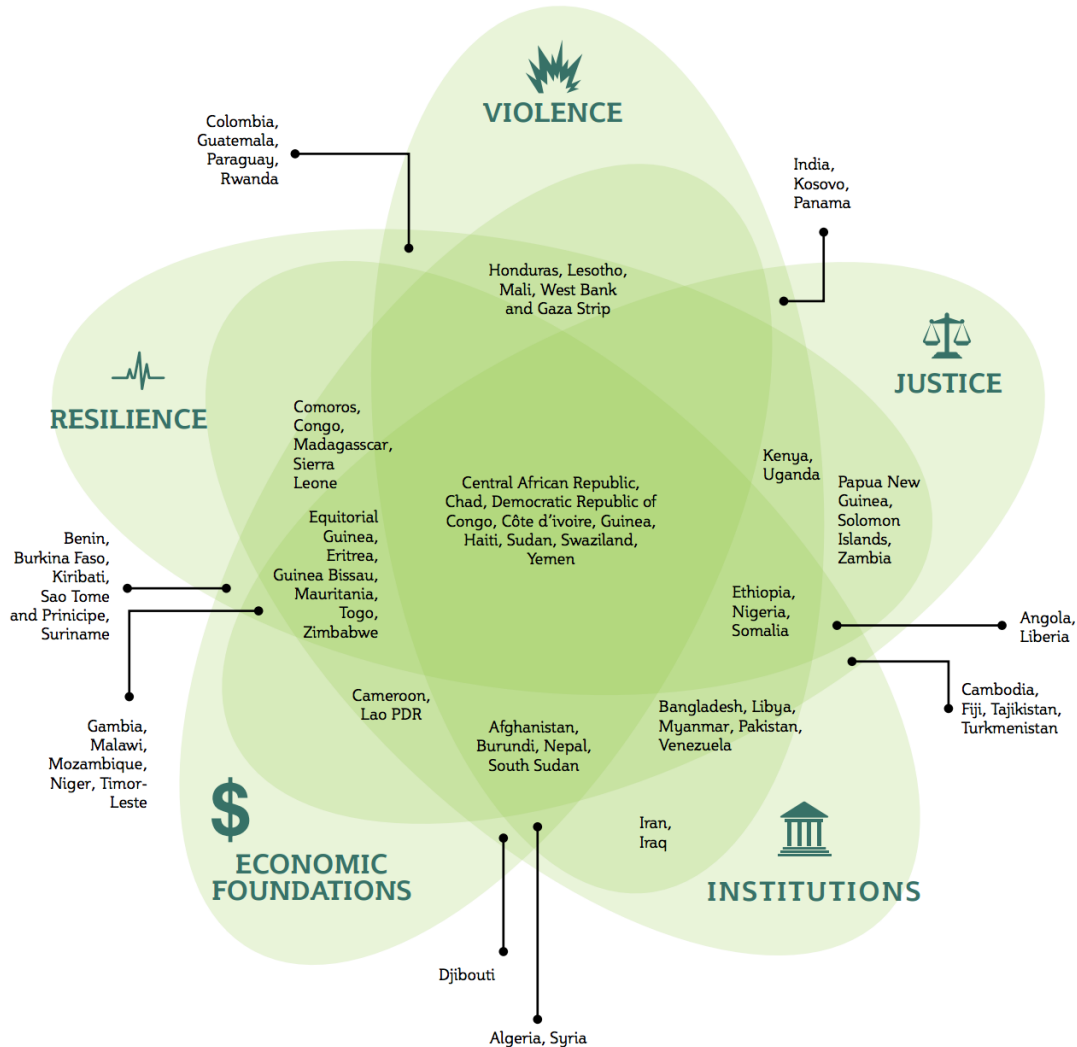 VIOLENCE
Colombia,
Guatemala,
Paraguay,
Rwanda
India,
Kosovo,
Panama
Honduras, Lesotho,
Mali, West Bank
and Gaza Strip
JUSTICE
RESILIENCE
Comoros,
Congo,
Madagasscar,
Sierra
Leone
Kenya,
Uganda
Papua New
Guinea,
Solomon
Islands,
Zambia
Central African Republic,
Chad, Democratic Republic of
Congo, Côte d'ivoire, Guinea,
Haiti, Sudan, Swaziland,
Yemen
Equitorial
Guinea,
Eritrea,
Guinea Bissau,
Mauritania,
Togo,
Zimbabwe
Benin,
Burkina Faso,
Kiribati,
Sao Tome
and Prinicipe,
Suriname
Ethiopia,
Nigeria,
Somalia
Angola,
Liberia
Cambodia,
Fiji, Tajikistan,
Turkmenistan
Cameroon,
Lao PDR
Bangladesh, Libya,
Myanmar, Pakistan,
Venezuela
Afghanistan,
Burundi, Nepal,
South Sudan
Gambia,
Malawi,
Mozambique,
Niger, Timor-
Leste
$
ECONOMIC
FOUNDATIONS
Iran,
Iraq
INSTITUTIONS
Djibouti
Algeria, Syria